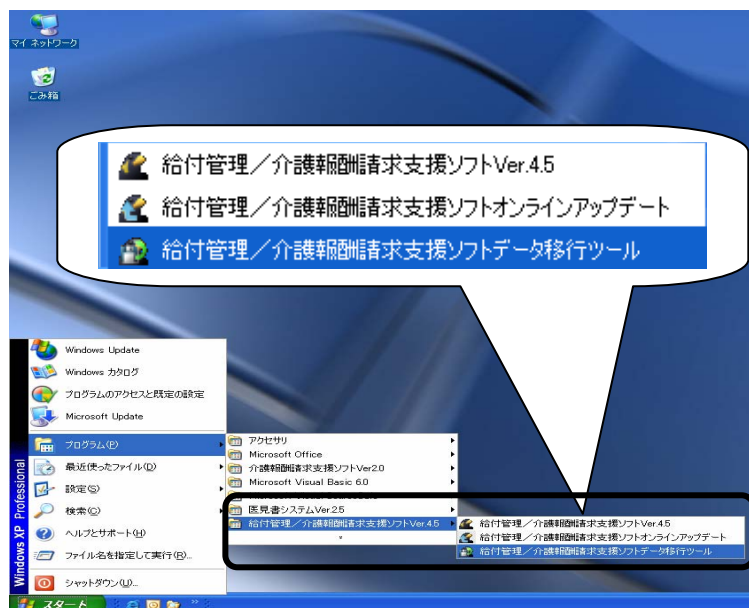 マイ ネットワーク
ごみ箱
給付管理／介護報酬請求支援ソフトVer.4.5
給付管理／介護報酬請求支援ソフトオンラインアップデート
給付管理／介護報酬請求支援ソフトデータ移行ツール
Windows Update
Windows カタログ
プログラムのアクセスと既定の設定
Microsoft Update
プログラム(P)
最近使ったファイル(D)
設定(S)
検索(C)
ヘルプとサポート(H)
ファイル名を指定して実行(R)...
シャットダウン(U)...
Windows XP Professional
スタート
アクセサリ
Microsoft Office
介護報酬請求支援ソフトVer2.0
Microsoft Visual Basic 6.0
医見書システムVer.2.5
給付管理／介護報酬請求支援ソフトVer.4.5
給付管理／介護報酬請求支援ソフトVer.4.5
給付管理／介護報酬請求支援ソフトオンラインアップデート
給付管理／介護報酬請求支援ソフトデータ移行ツール